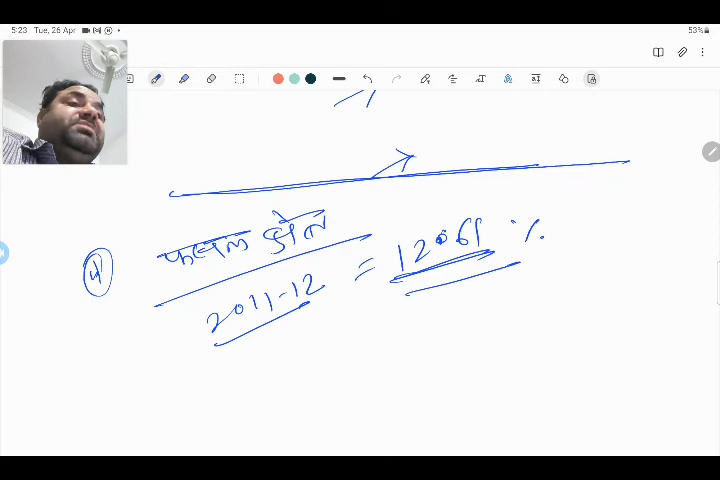 5:23 Tue, 26 Apr
53%
फसल क्षेत्र
2011-12 = 12.61 %